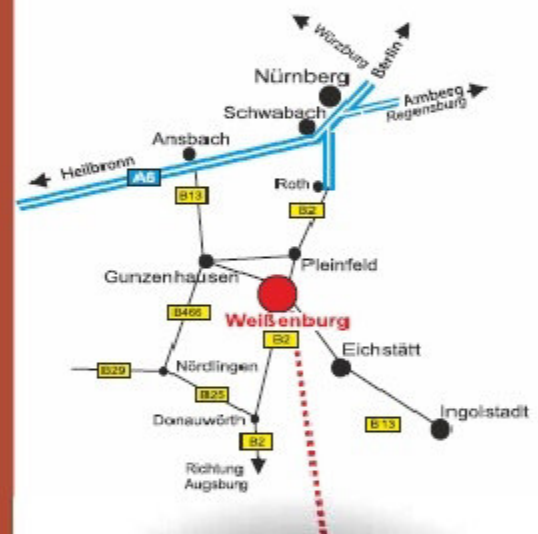 Würzburg
Berlin
Nürnberg
Amberg
Regensburg
Schwabach
Ansbach
Heilbronn
A6
Roth
B13
B2
Pleinfeld
Gunzenhausen
Weißenburg
B466
B2
Eichstätt
B29
Nördlingen
B25
Ingolstadt
Donauwörth
B13
B2
Richtung
Augsburg